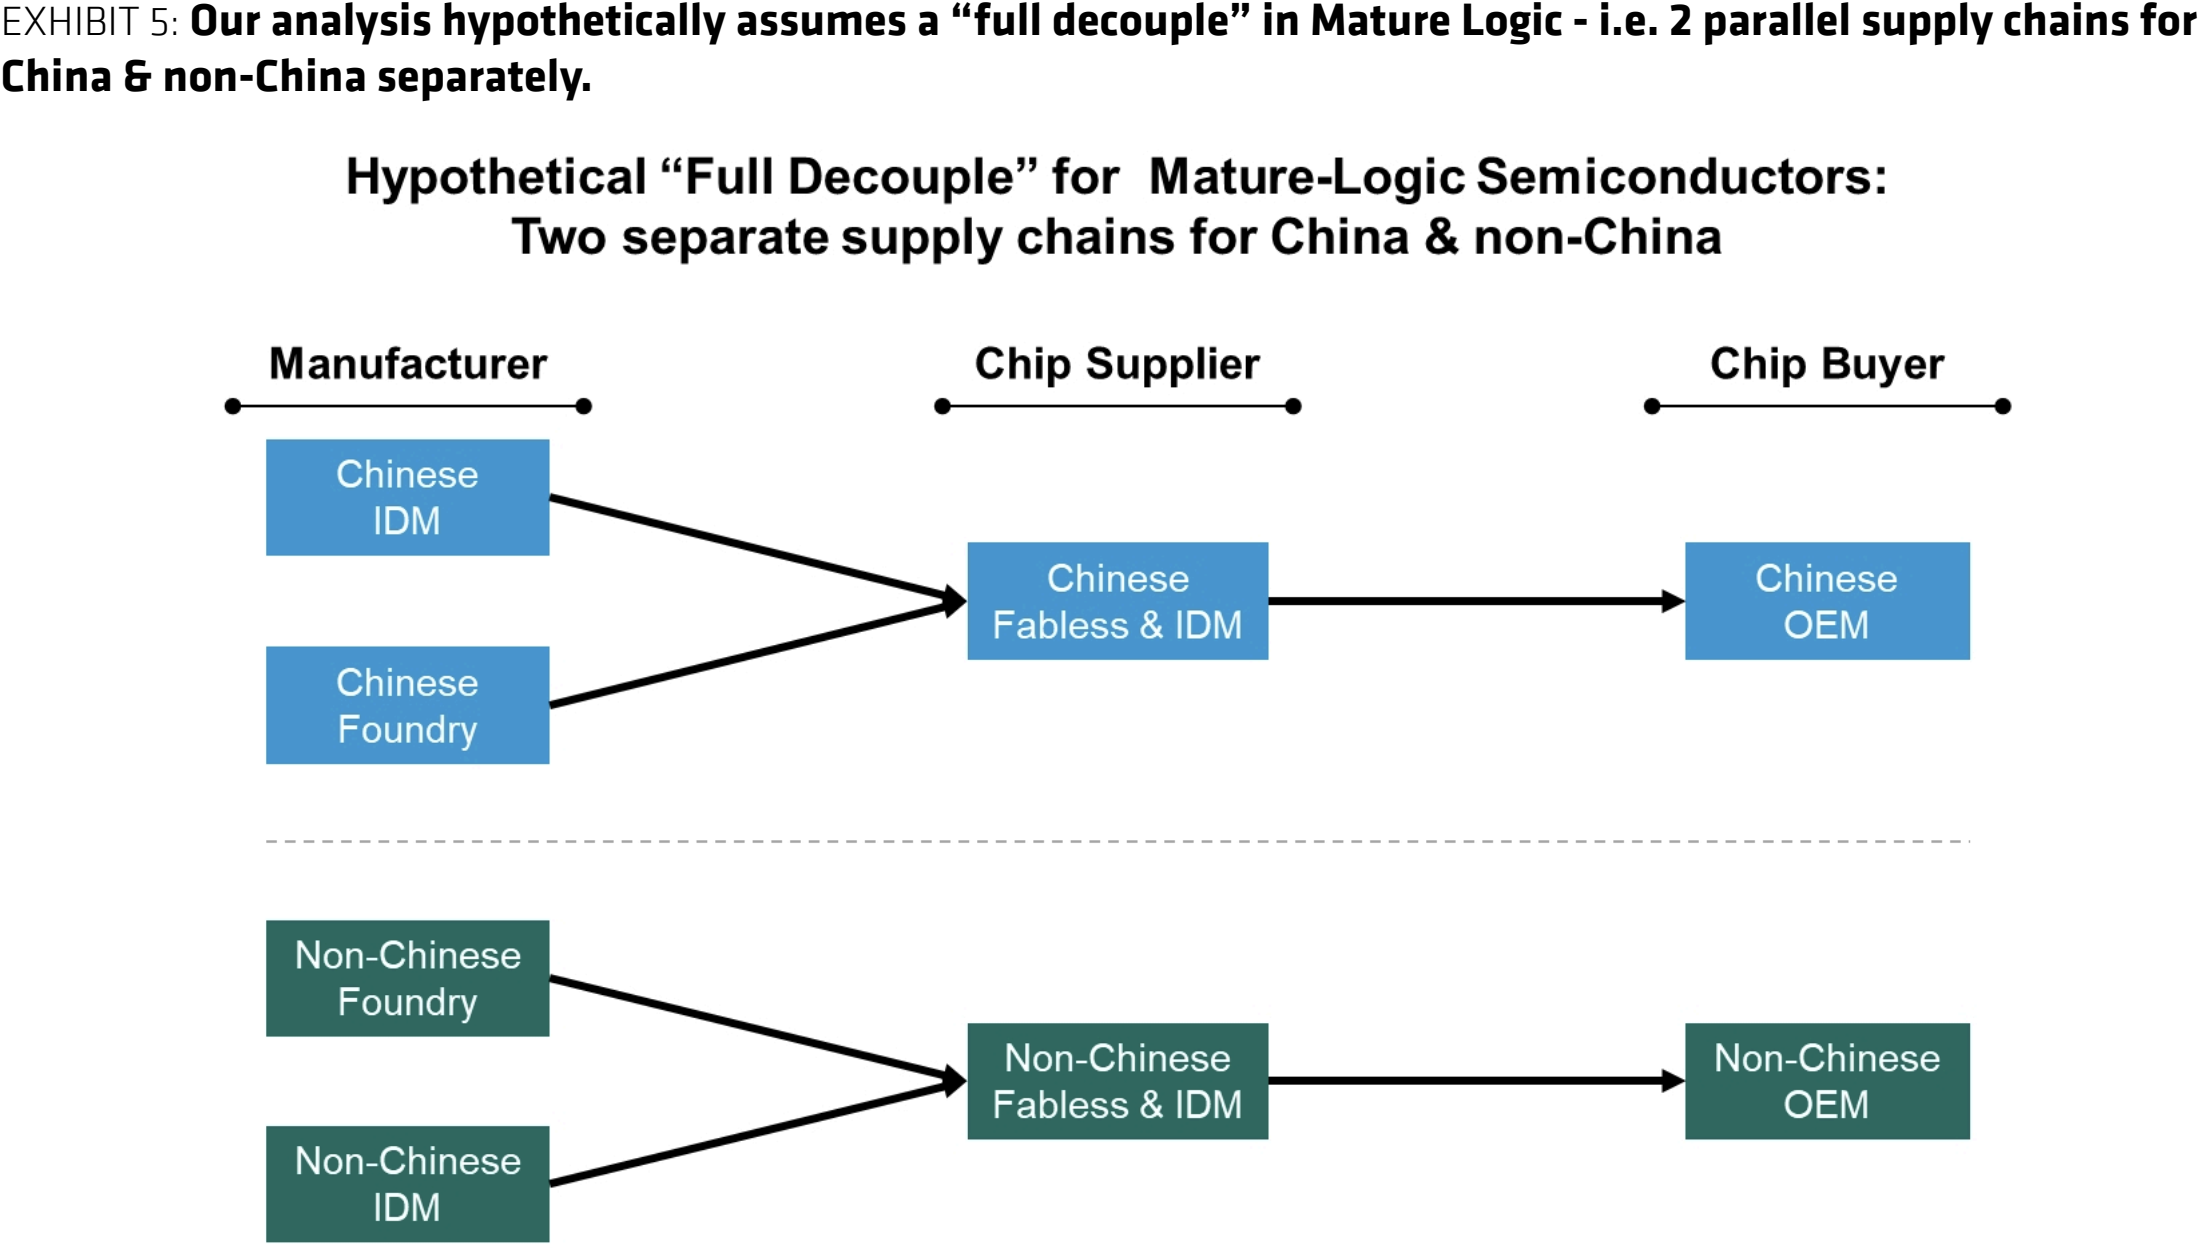 EXHIBIT 5: Our analysis hypothetically assumes a “full decouple” in Mature Logic - i.e. 2 parallel supply chains for
China & non-China separately.
Hypothetical “Full Decouple” for Mature-Logic Semiconductors:
Two separate supply chains for China & non-China
Manufacturer
Chip Supplier
Chip Buyer
Chinese
IDM
Chinese
Foundry
Chinese
Fabless & IDM
Chinese
OEM
Non-Chinese
Foundry
Non-Chinese
IDM
Non-Chinese
Fabless & IDM
Non-Chinese
OEM